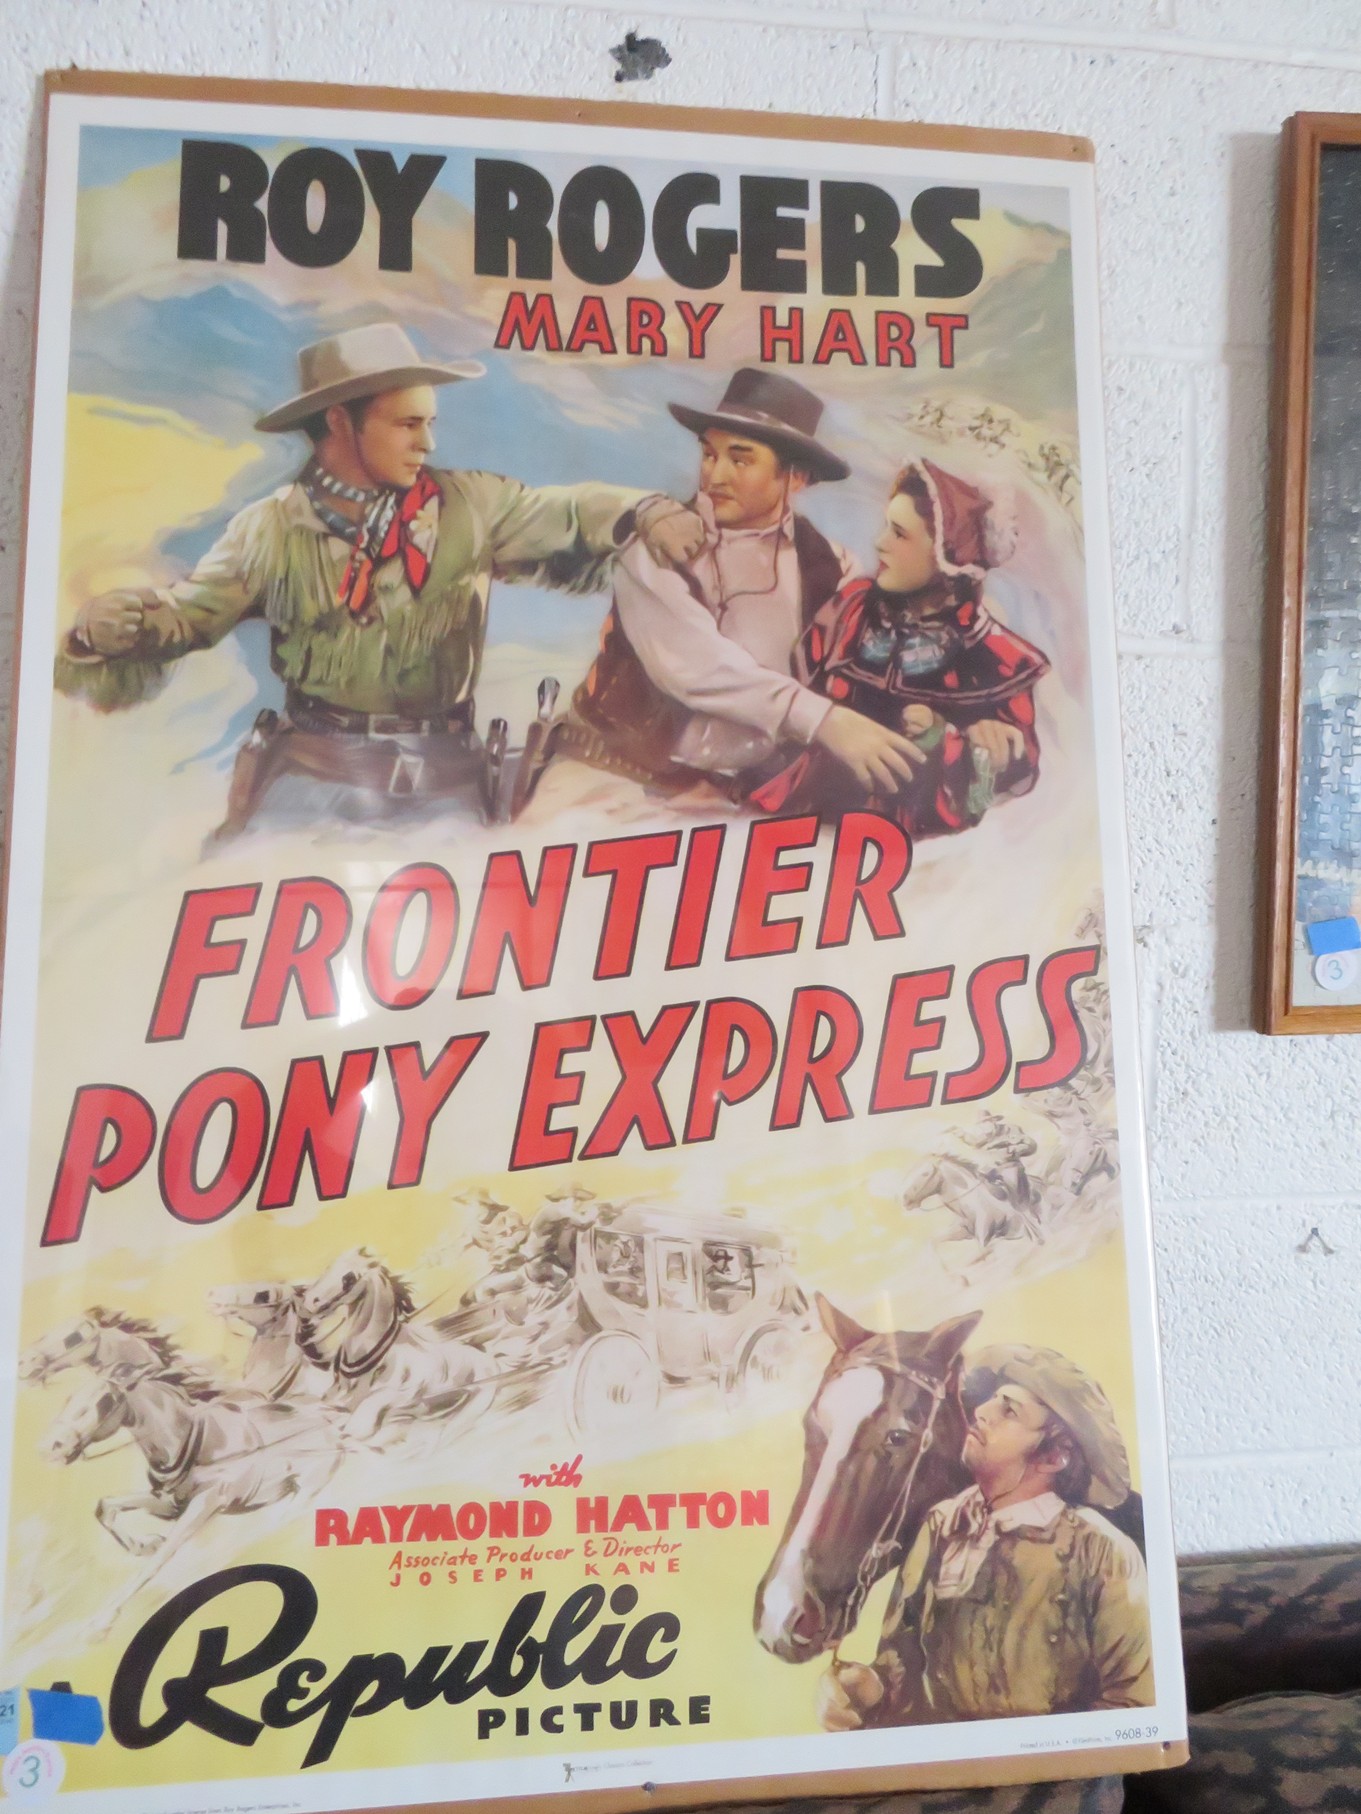 ROY ROGERS
MARY HART
FRONTIER
PONY EXPRESS
with
RAYMOND HATTON
Associate Producer & Director
JOSEPH KANE
A Republic
PICTURE
21
3
3
9608-39